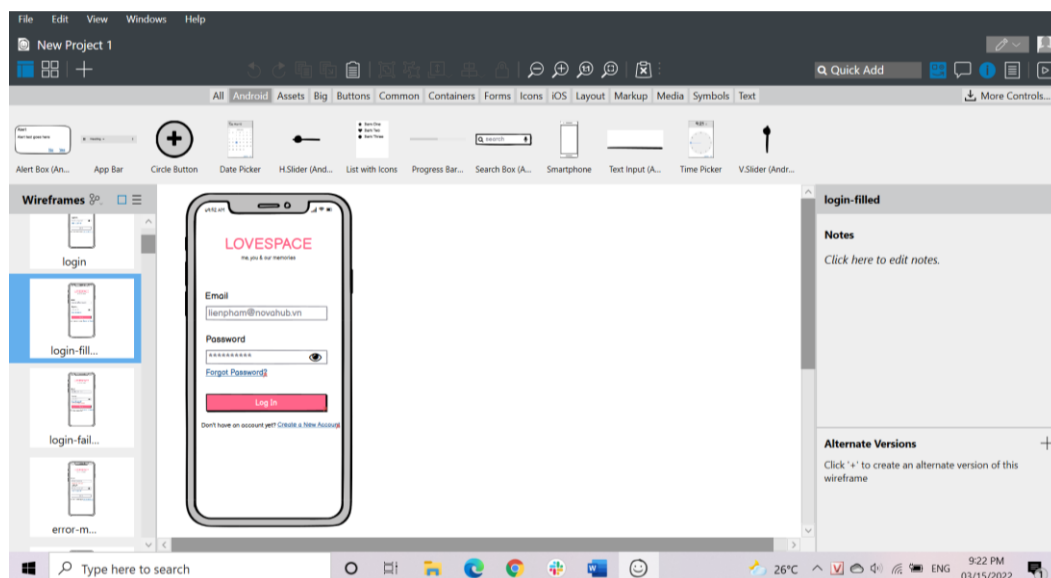 File Edit View Windows Help
New Project 1
Quick Add
All Android Assets Big Buttons Common Containers Forms Icons iOS Layout Markup Media Symbols Text
More Controls...
Alert Box (An... App Bar Circle Button Date Picker H.Slider (And... List with Icons Progress Bar... Search Box (A... Smartphone Text Input (A... Time Picker V.Slider (Andr...
Wireframes
login
login-fill...
login-fail...
error-m...
LOVESPACE
me, you & our memories
Email
lienpham@novahub.vn
Password
**********
Forgot Password?
Log In
Don't have an account yet? Create a New Account
login-filled
Notes
Click here to edit notes.
Alternate Versions
Click '+' to create an alternate version of this
wireframe
Type here to search
26°C
ENG
9:22 PM
03/15/2022